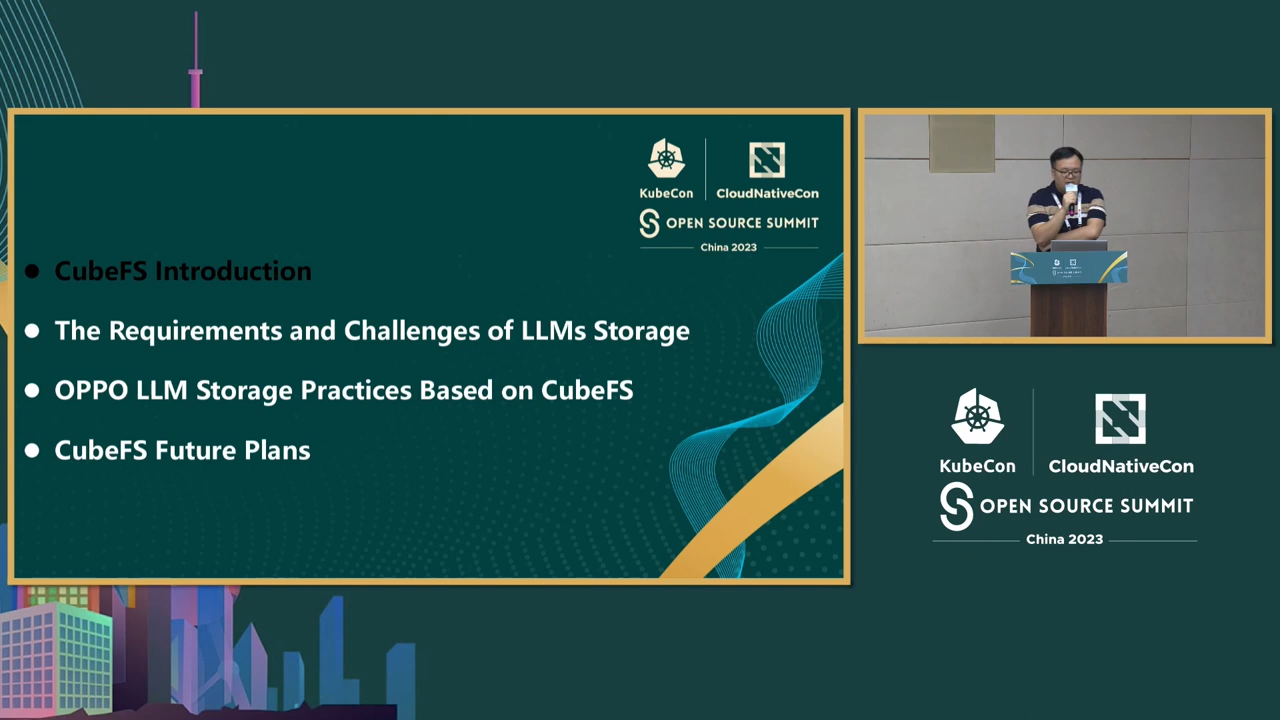 KubeCon
CloudNativeCon
OPEN SOURCE SUMMIT
China 2023
● CubeFS Introduction
● The Requirements and Challenges of LLMs Storage
● OPPO LLM Storage Practices Based on CubeFS
● CubeFS Future Plans
KubeCon
CloudNativeCon
OPEN SOURCE SUMMIT
China 2023